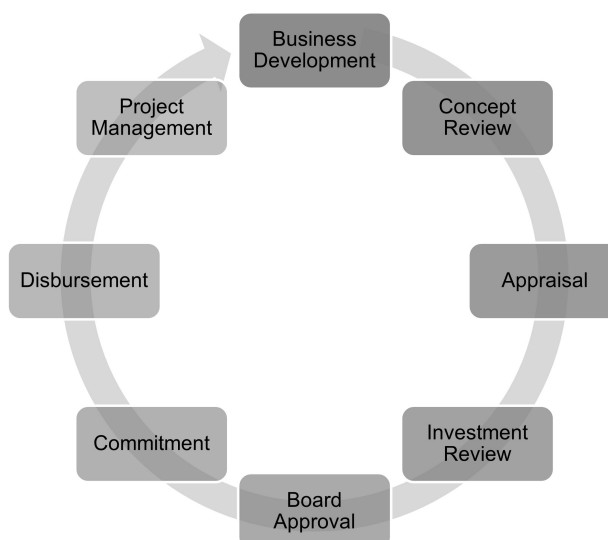 Business
Development
Concept
Review
Appraisal
Investment
Review
Board
Approval
Commitment
Disbursement
Project
Management